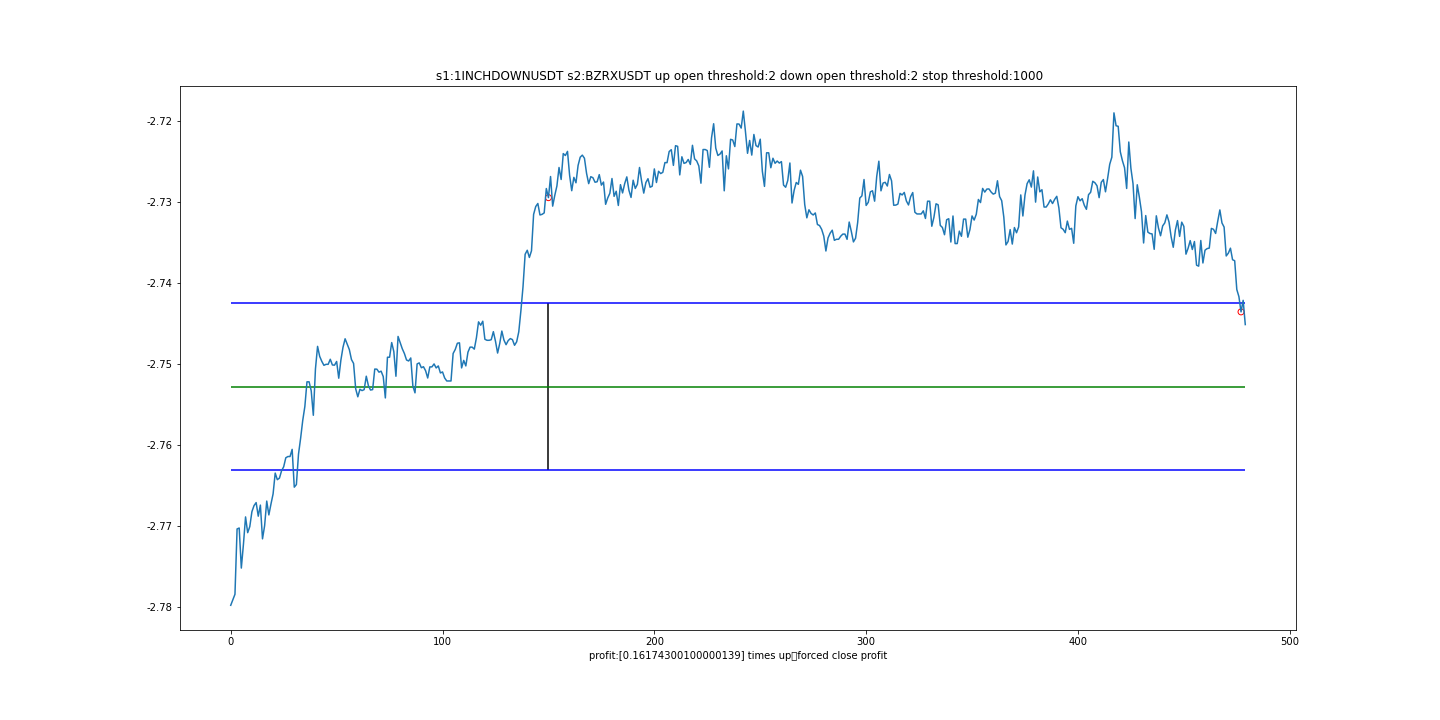 s1:1INCHDOWNUSDT s2:BZRXUSDT up open threshold:2 down open threshold:2 stop threshold:1000
-2.72
-2.73
-2.74
-2.75
-2.76
-2.77
-2.78
0 100 200 300 400 500
profit:[0.16174300100000139] times up▯forced close profit